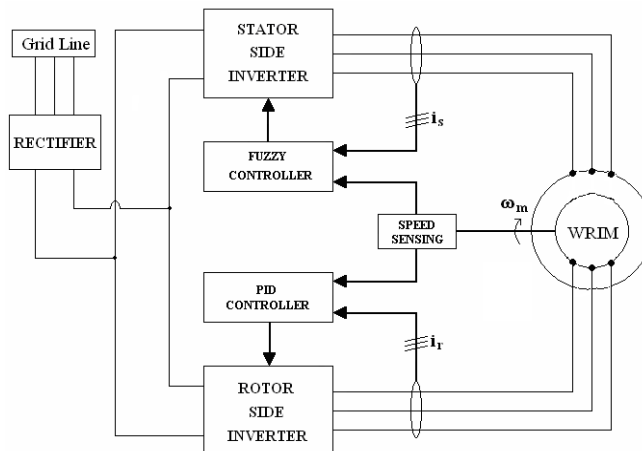 Grid Line
RECTIFIER
STATOR
SIDE
INVERTER
FUZZY
CONTROLLER
is
ωm
SPEED
SENSING
WRIM
PID
CONTROLLER
ir
ROTOR
SIDE
INVERTER